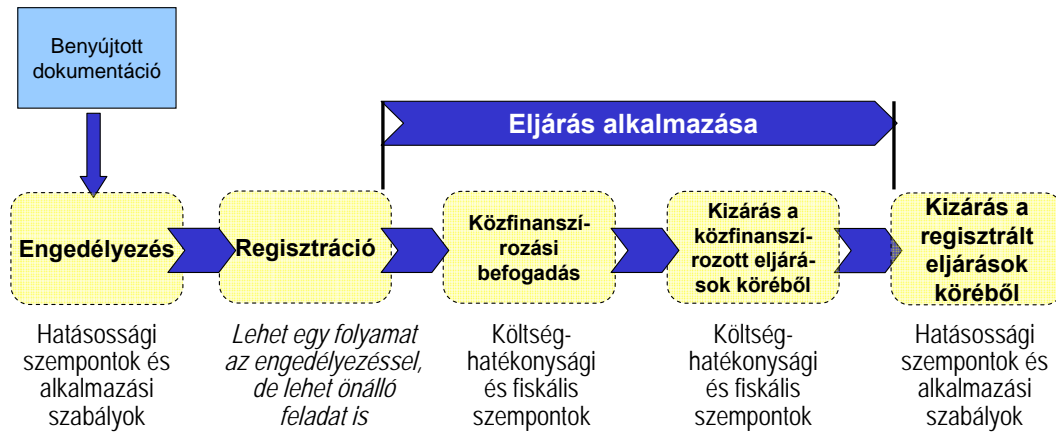 Benyújtott
dokumentáció
Eljárás alkalmazása
Engedélyezés
Regisztráció
Közfinanszí-
rozási
befogadás
Kizárás a
közfinanszí-
rozott eljárá-
sok köréből
Kizárás a
regisztrált
eljárások
köréből
Hatásossági
szempontok és
alkalmazási
szabályok
Lehet egy folyamat
az engedélyezéssel,
de lehet önálló
feladat is
Költség-
hatékonysági
és fiskális
szempontok
Költség-
hatékonysági
és fiskális
szempontok
Hatásossági
szempontok és
alkalmazási
szabályok